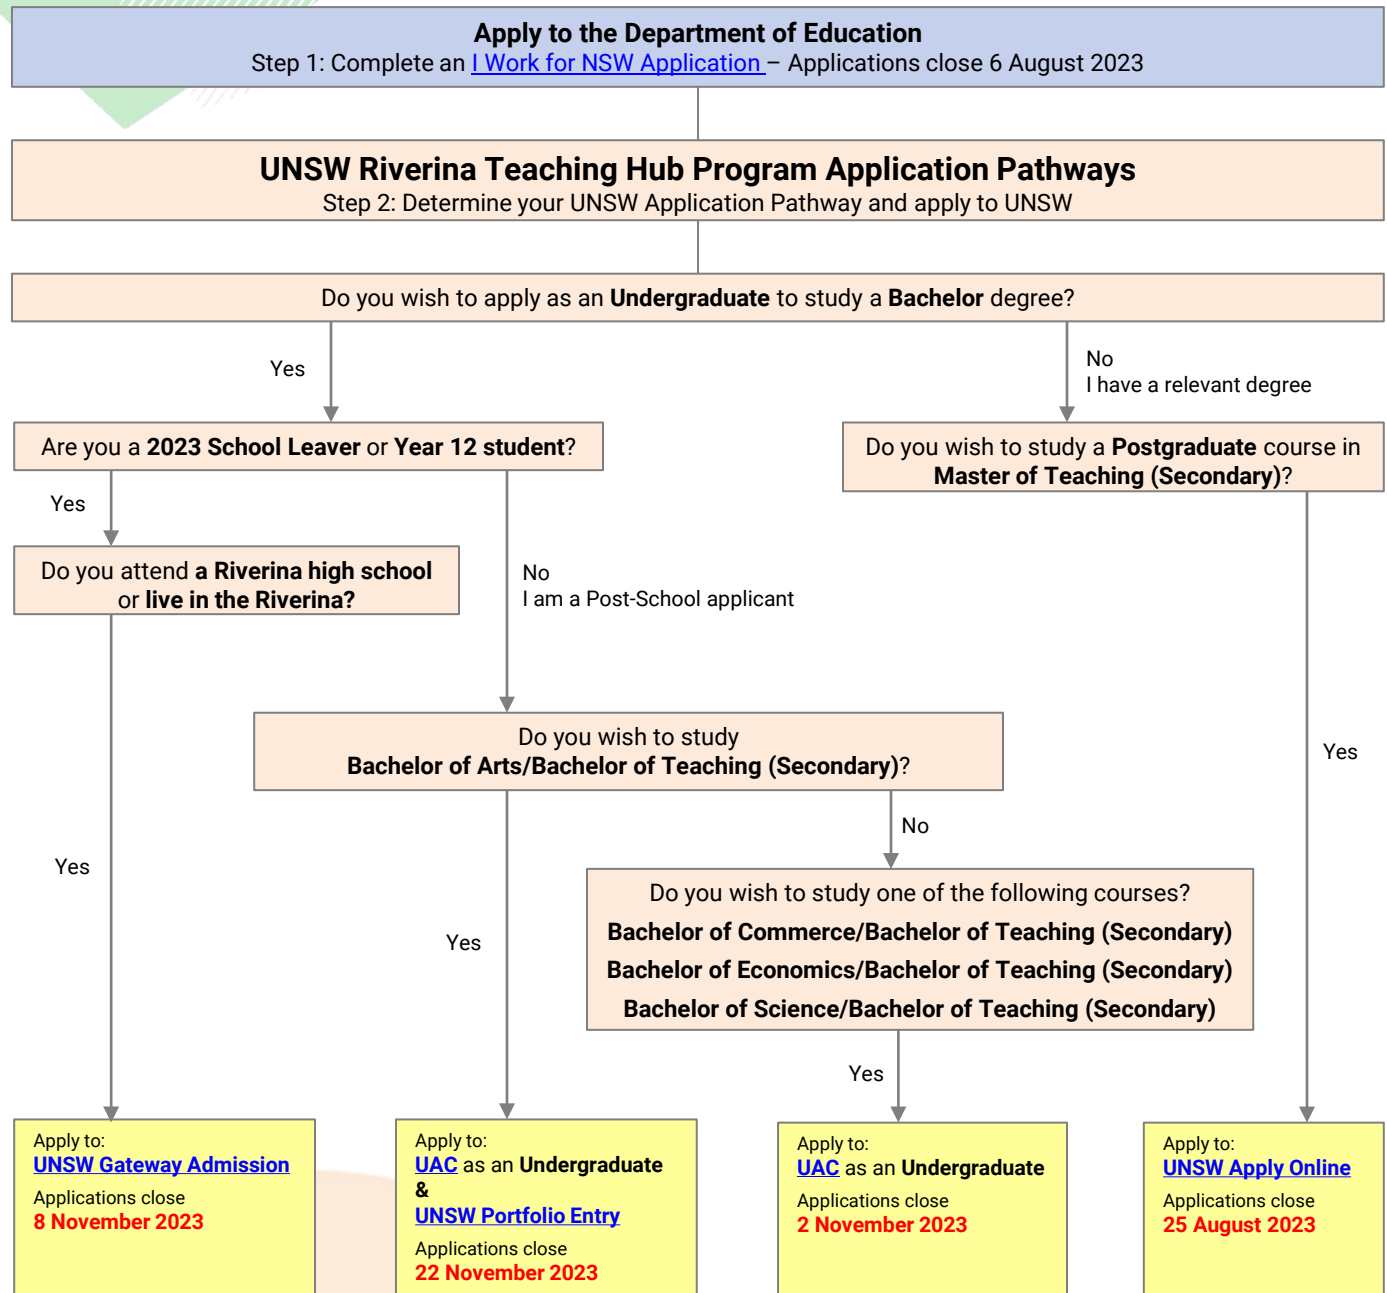 Apply to the Department of Education
Step 1: Complete an I Work for NSW Application – Applications close 6 August 2023
UNSW Riverina Teaching Hub Program Application Pathways
Step 2: Determine your UNSW Application Pathway and apply to UNSW
Do you wish to apply as an Undergraduate to study a Bachelor degree?
Yes
No
I have a relevant degree
Are you a 2023 School Leaver or Year 12 student?
Do you wish to study a Postgraduate course in
Master of Teaching (Secondary)?
Yes
Do you attend a Riverina high school
or live in the Riverina?
No
I am a Post-School applicant
Do you wish to study
Bachelor of Arts/Bachelor of Teaching (Secondary)?
Yes
No
Yes
Do you wish to study one of the following courses?
Bachelor of Commerce/Bachelor of Teaching (Secondary)
Bachelor of Economics/Bachelor of Teaching (Secondary)
Bachelor of Science/Bachelor of Teaching (Secondary)
Yes
Yes
Apply to:
UNSW Gateway Admission
Applications close
8 November 2023
Apply to:
UAC as an Undergraduate
&
UNSW Portfolio Entry
Applications close
22 November 2023
Apply to:
UAC as an Undergraduate
Applications close
2 November 2023
Apply to:
UNSW Apply Online
Applications close
25 August 2023